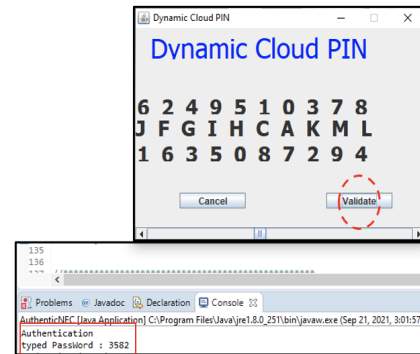 Dynamic Cloud PIN
Dynamic Cloud PIN
6 2 4 9 5 1 0 3 7 8
J F G I H C A K M L
1 6 3 5 0 8 7 2 9 4
Cancel Validate
135
136
Problems @ Javadoc Declaration Console
AuthenticNEC [Java Application] C:\Program Files\Java\jre1.8.0_251\bin\javaw.exe (Sep 21, 2021, 3:01:57
Authentication
typed PassWord : 3582